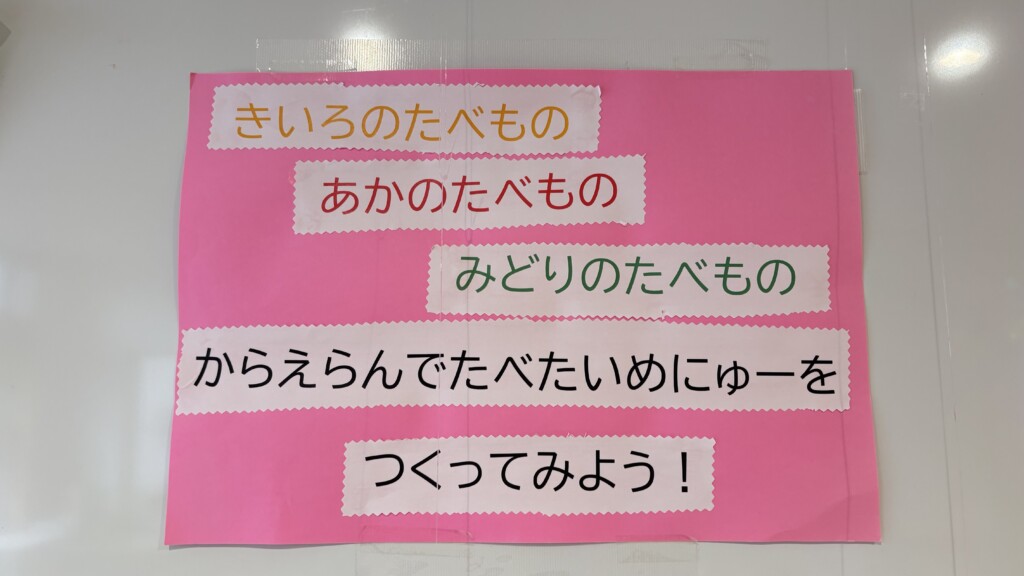 きいろのたべもの
あかのたべもの
みどりのたべもの
からえらんでたべたいめにゅーを
つくってみよう！